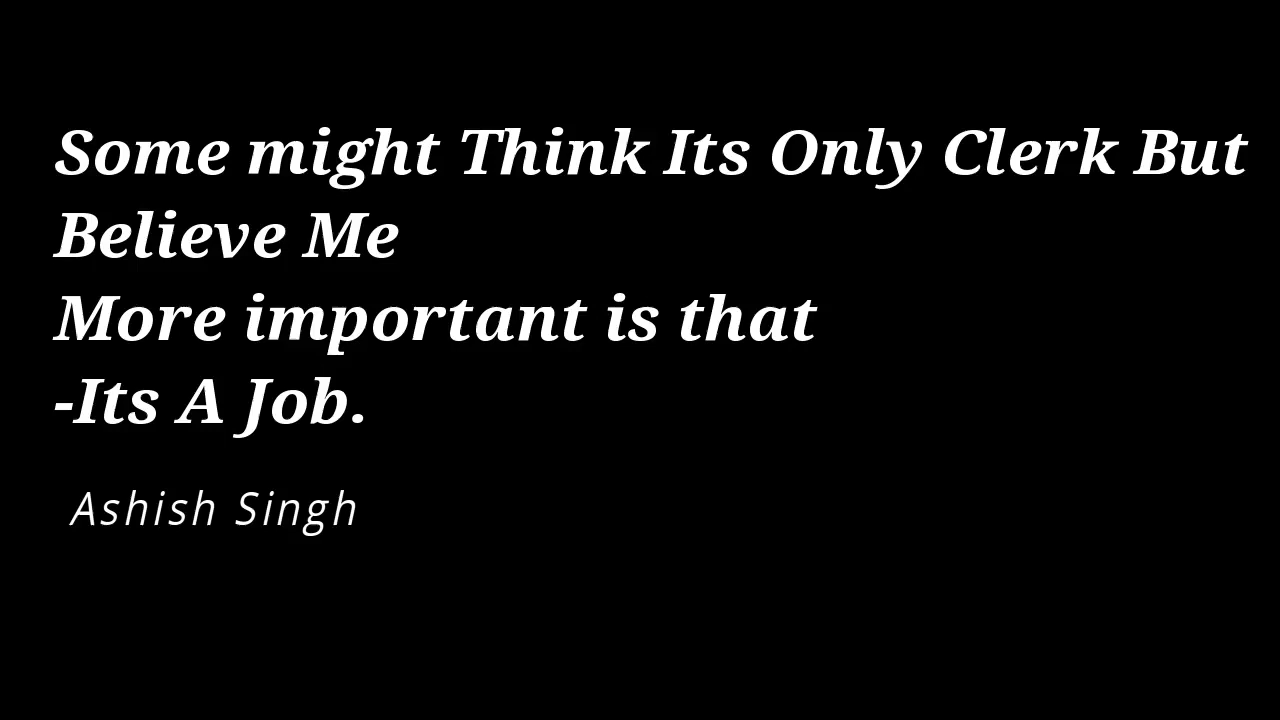 Some might Think Its Only Clerk But
Believe Me
More important is that
-Its A Job.
Ashish Singh